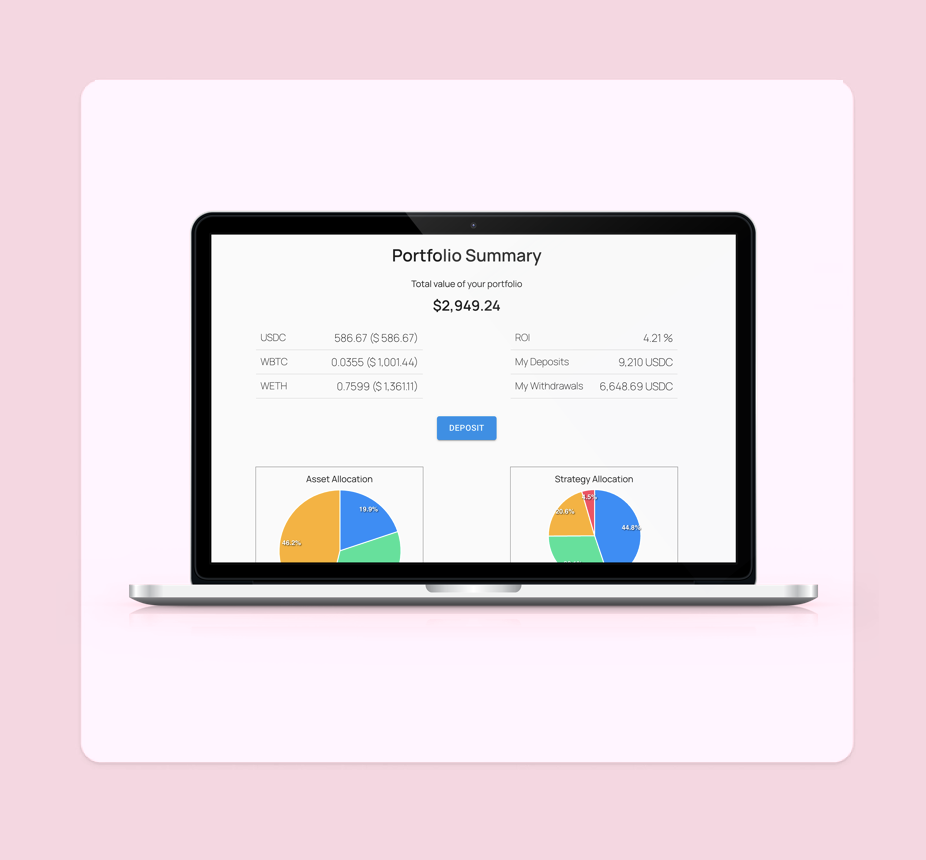 Portfolio Summary
Total value of your portfolio
$2,949.24
USDC 586.67 ($ 586.67)
WBTC 0.0355 ($ 1,001.44)
WETH 0.7599 ($ 1,361.11)
ROI 4.21 %
My Deposits 9,210 USDC
My Withdrawals 6,648.69 USDC
DEPOSIT
Asset Allocation
19.9%
46.2%
Strategy Allocation
4.5%
20.6%
44.8%